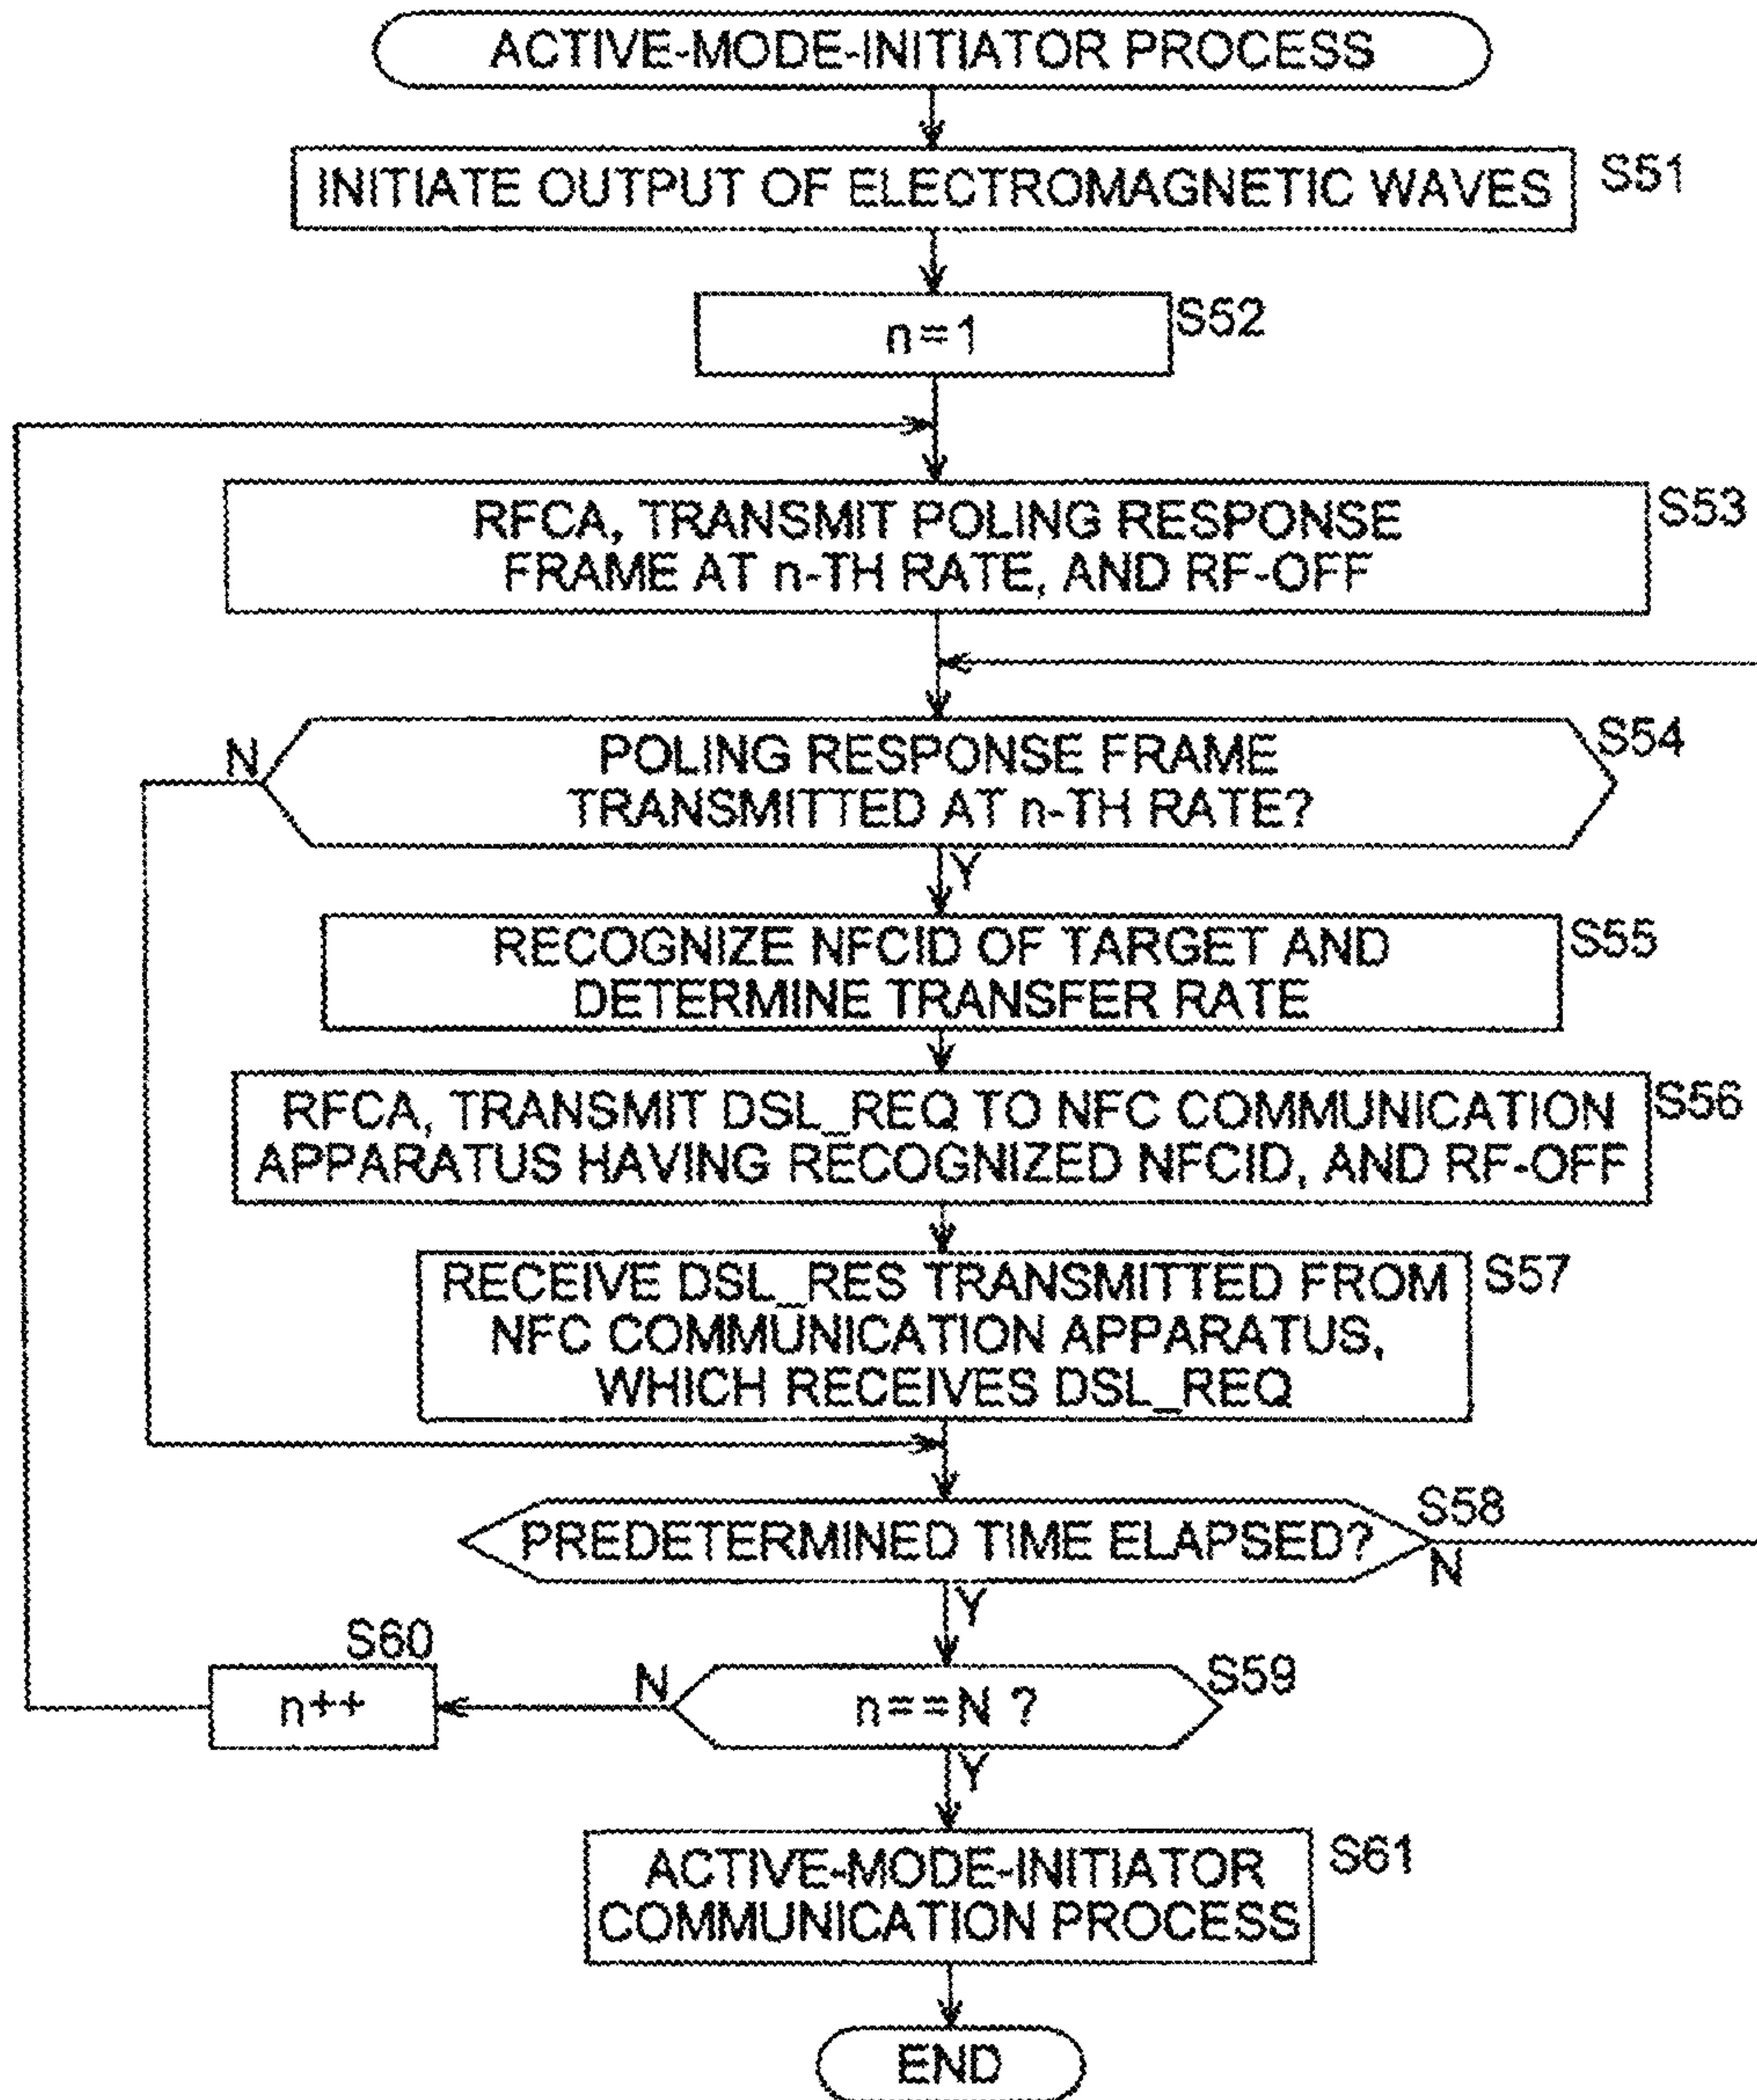 ACTIVE-MODE-INITIATOR PROCESS
INITIATE OUTPUT OF ELECTROMAGNETIC WAVES
S51
n=1
S52
RFCA, TRANSMIT POLING RESPONSE
FRAME AT n-TH RATE, AND RF-OFF
S53
POLING RESPONSE FRAME
TRANSMITTED AT n-TH RATE?
S54
N
Y
RECOGNIZE NFCID OF TARGET AND
DETERMINE TRANSFER RATE
S55
RFCA, TRANSMIT DSL_REQ TO NFC COMMUNICATION
APPARATUS HAVING RECOGNIZED NFCID, AND RF-OFF
S56
RECEIVE DSL_RES TRANSMITTED FROM
NFC COMMUNICATION APPARATUS,
WHICH RECEIVES DSL_REQ
S57
PREDETERMINED TIME ELAPSED?
S58
N
Y
S60
n++
N
n==N ?
S59
Y
ACTIVE-MODE-INITIATOR
COMMUNICATION PROCESS
S61
END